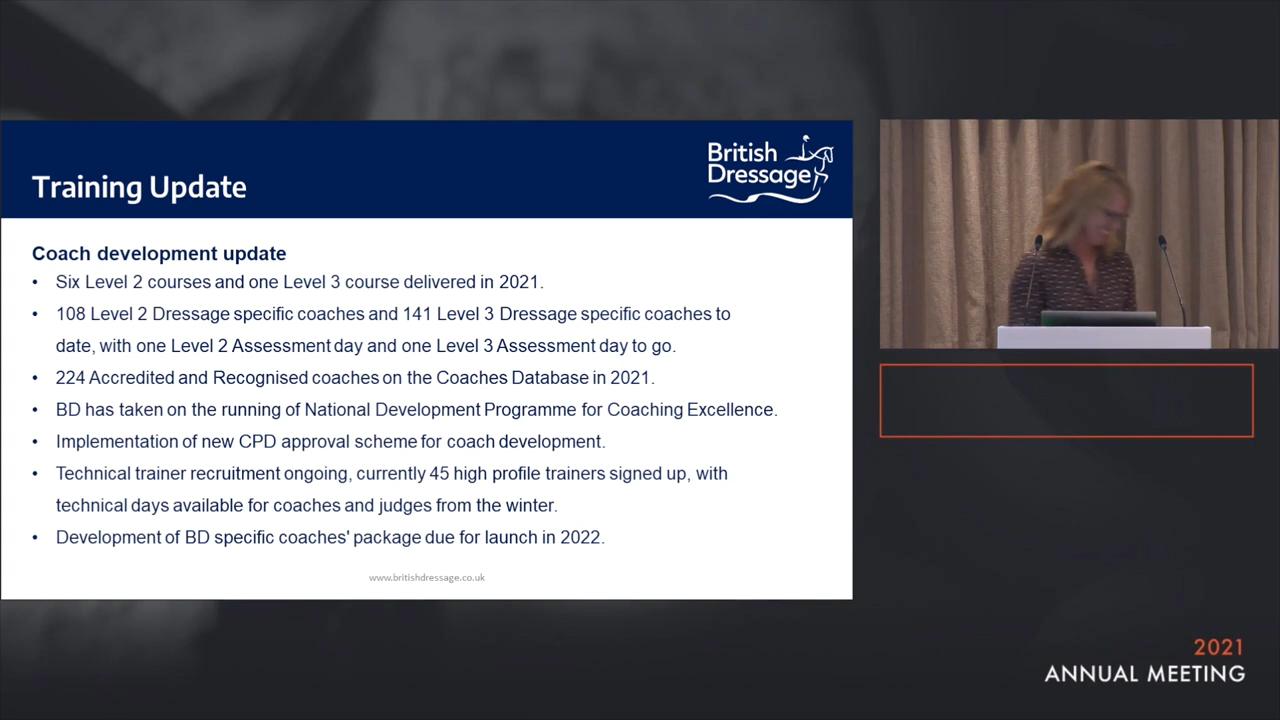 Training Update
British
Dressage
Coach development update
• Six Level 2 courses and one Level 3 course delivered in 2021.
• 108 Level 2 Dressage specific coaches and 141 Level 3 Dressage specific coaches to
date, with one Level 2 Assessment day and one Level 3 Assessment day to go.
• 224 Accredited and Recognised coaches on the Coaches Database in 2021.
• BD has taken on the running of National Development Programme for Coaching Excellence.
• Implementation of new CPD approval scheme for coach development.
• Technical trainer recruitment ongoing, currently 45 high profile trainers signed up, with
technical days available for coaches and judges from the winter.
• Development of BD specific coaches' package due for launch in 2022.
www.britishdressage.co.uk
2021
ANNUAL MEETING